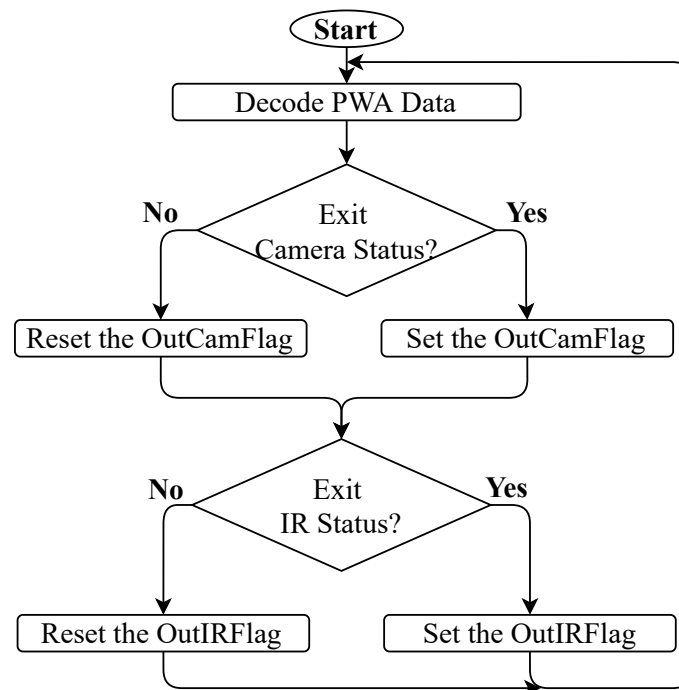 Start
Decode PWA Data
No
Exit
Camera Status?
Yes
Reset the OutCamFlag
Set the OutCamFlag
No
Exit
IR Status?
Yes
Reset the OutIRFlag
Set the OutIRFlag